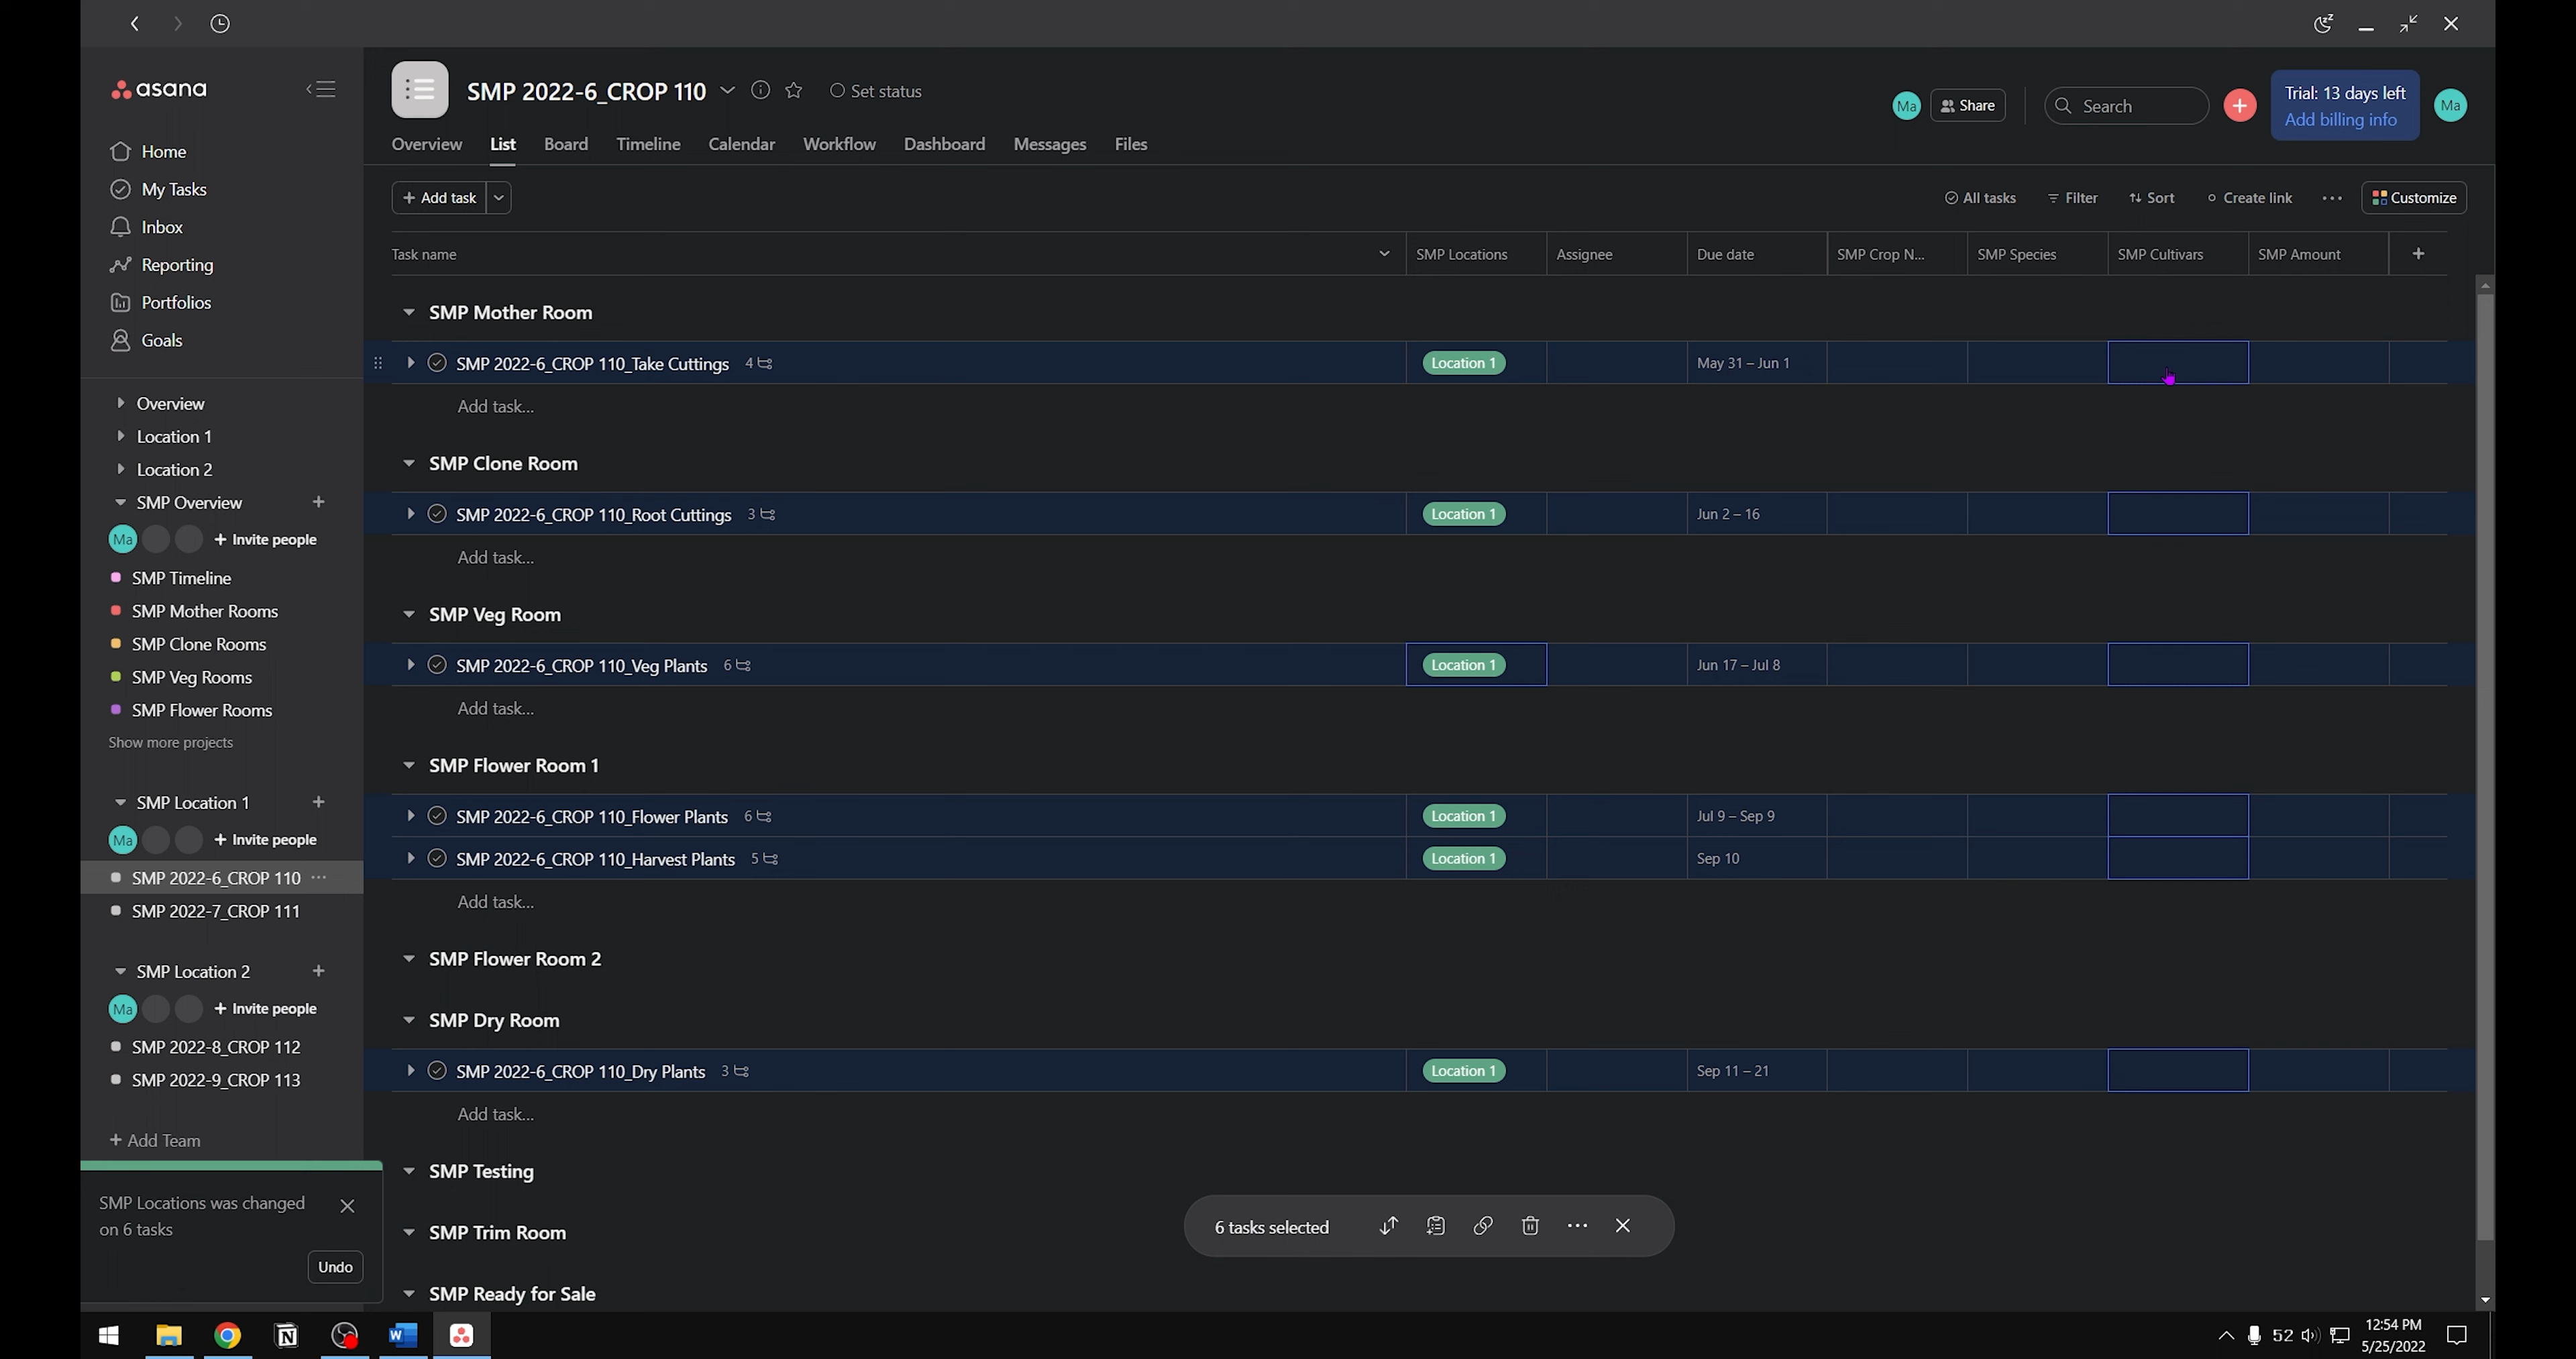 asana
Home
My Tasks
Inbox
Reporting
Portfolios
Goals
Overview
Location 1
Location 2
SMP Overview
Ma
+ Invite people
SMP Timeline
SMP Mother Rooms
SMP Clone Rooms
SMP Veg Rooms
SMP Flower Rooms
Show more projects
SMP Location 1
Ma
+ Invite people
SMP 2022-6_CROP 110
SMP 2022-7_CROP 111
SMP Location 2
Ma
+ Invite people
SMP 2022-8_CROP 112
SMP 2022-9_CROP 113
+ Add Team
SMP Locations was changed
on 6 tasks
Undo
SMP 2022-6_CROP 110
Set status
Ma
Share
Search
Trial: 13 days left
Add billing info
Ma
Overview List Board Timeline Calendar Workflow Dashboard Messages Files
+ Add task
All tasks Filter Sort Create link Customize
Task name SMP Locations Assignee Due date SMP Crop N... SMP Species SMP Cultivars SMP Amount
SMP Mother Room
SMP 2022-6_CROP 110_Take Cuttings 4 Location 1 May 31 – Jun 1
Add task...
SMP Clone Room
SMP 2022-6_CROP 110_Root Cuttings 3 Location 1 Jun 2 – 16
Add task...
SMP Veg Room
SMP 2022-6_CROP 110_Veg Plants 6 Location 1 Jun 17 – Jul 8
Add task...
SMP Flower Room 1
SMP 2022-6_CROP 110_Flower Plants 6 Location 1 Jul 9 – Sep 9
SMP 2022-6_CROP 110_Harvest Plants 5 Location 1 Sep 10
Add task...
SMP Flower Room 2
SMP Dry Room
SMP 2022-6_CROP 110_Dry Plants 3 Location 1 Sep 11 – 21
Add task...
SMP Testing
SMP Trim Room
SMP Ready for Sale
6 tasks selected
52
12:54 PM
5/25/2022